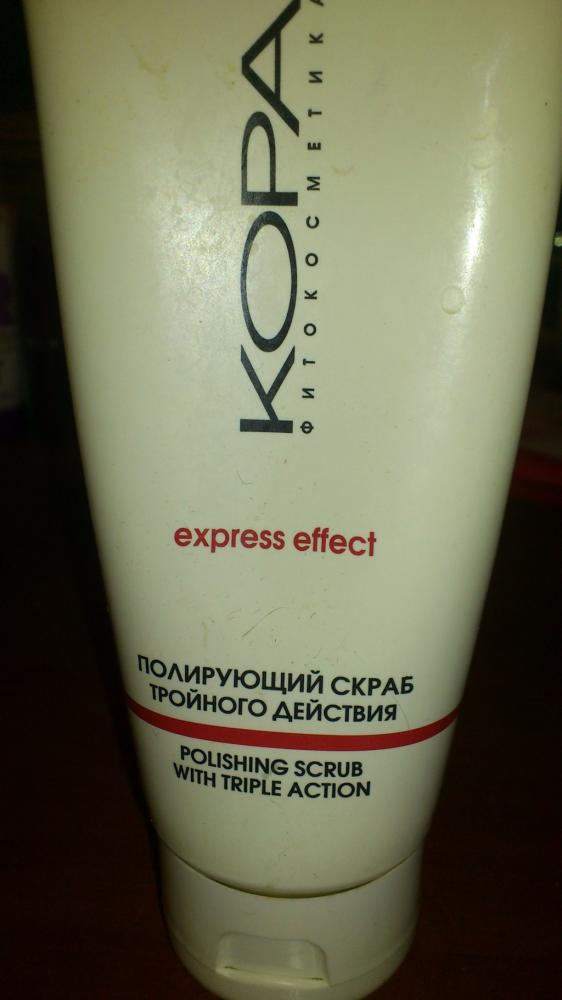 КОРА
ФИТОКОСМЕТИКА
express effect
ПОЛИРУЮЩИЙ СКРАБ
ТРОЙНОГО ДЕЙСТВИЯ
POLISHING SCRUB
WITH TRIPLE ACTION